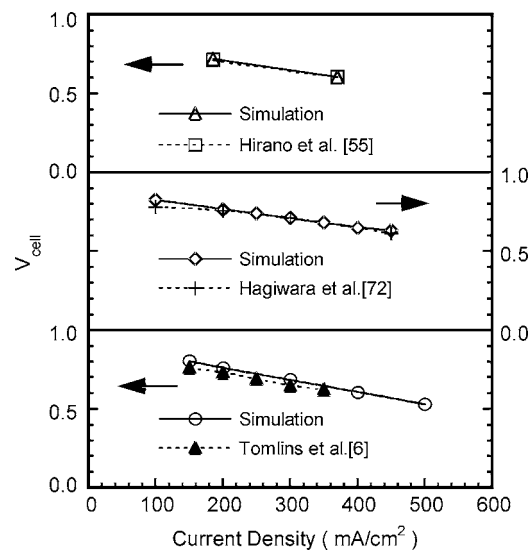 1.0
0.5
Simulation
Hirano et al. [55]
0.0
1.0
0.5
Simulation
Hagiwara et al.[72]
V cell
1.0
0.0
0.5
Simulation
Tomlins et al.[6]
0.0
0 100 200 300 400 500 600
Current Density ( mA/cm²)